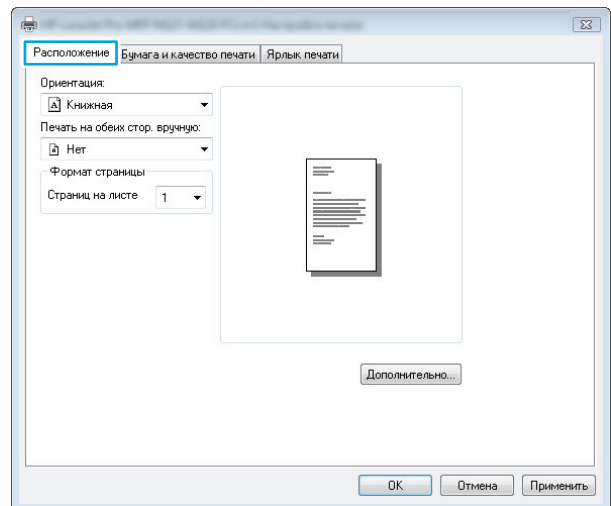 Расположение Бумага и качество печати Ярлык печати
Ориентация:
Книжная
Печать на обеих стор. вручную:
Нет
Формат страницы
Страниц на листе 1
Дополнительно...
OK Отмена Применить